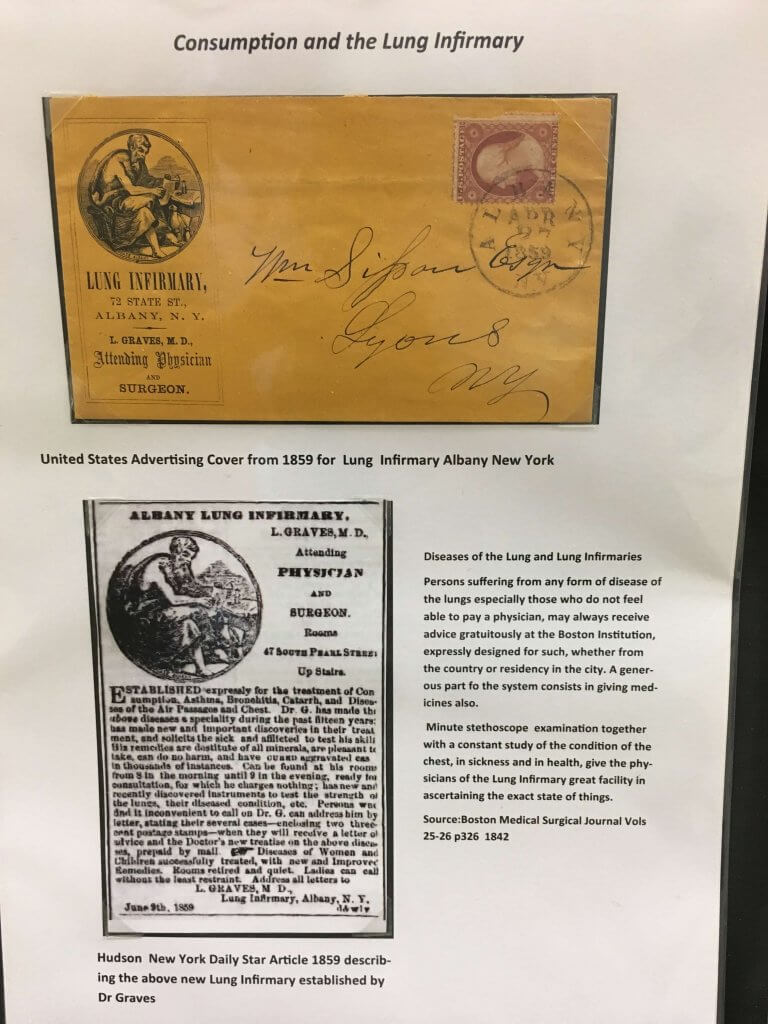 Consumption and the Lung Infirmary
U.S. POSTAGE
THREE CENTS
ALBANY
APR
27
1859
N.Y.
LUNG INFIRMARY,
72 STATE ST.,
ALBANY, N. Y.
L. GRAVES, M. D.,
Attending Physician
AND
SURGEON.
Wm Sisson Esqr
Lyons
NY
United States Advertising Cover from 1859 for Lung Infirmary Albany New York
ALBANY LUNG INFIRMARY,
L. GRAVES, M. D.,
Attending
PHYSICIAN
AND
SURGEON.
Rooms
47 SOUTH PEARL STREET
Up Stairs.
ESTABLISHED expressly for the treatment of Con
sumption, Asthma, Bronchitis, Catarrh, and Disea-
ses of the Air Passages and Chest. Dr. G. has made the
above diseases a speciality during the past fifteen years:
has made new and important discoveries in their treat
ment, and solicits the sick and afflicted to test his skill
His remedies are destitute of all minerals, are pleasant to
take, can do no harm, and have CURED aggravated cas
in thousands of instances. Can be found at his rooms
from 8 in the morning until 9 in the evening, ready for
consultation, for which he charges nothing; has new and
recently discovered instruments to test the strength of
the lungs, their diseased condition, etc. Persons who
find it inconvenient to call on Dr. G. can address him by
letter, stating their several cases—enclosing two three-
cent postage stamps—when they will receive a letter of
advice and the Doctor's new treatise on the above diseas-
es, prepaid by mail. ☞ Diseases of Women and
Children successfully treated, with new and Improved
Remedies. Rooms retired and quiet. Ladies can call
without the least restraint. Address all letters to
L. GRAVES, M D.,
Lung Infirmary, Albany, N. Y.
June 9th, 1859 d&w1y
Hudson New York Daily Star Article 1859 describ-
ing the above new Lung Infirmary established by
Dr Graves
Diseases of the Lung and Lung Infirmaries
Persons suffering from any form of disease of
the lungs especially those who do not feel
able to pay a physician, may always receive
advice gratuitously at the Boston Institution,
expressly designed for such, whether from
the country or residency in the city. A gener-
ous part fo the system consists in giving med-
icines also.
Minute stethoscope examination together
with a constant study of the condition of the
chest, in sickness and in health, give the phy-
sicians of the Lung Infirmary great facility in
ascertaining the exact state of things.
Source:Boston Medical Surgical Journal Vols
25-26 p326 1842